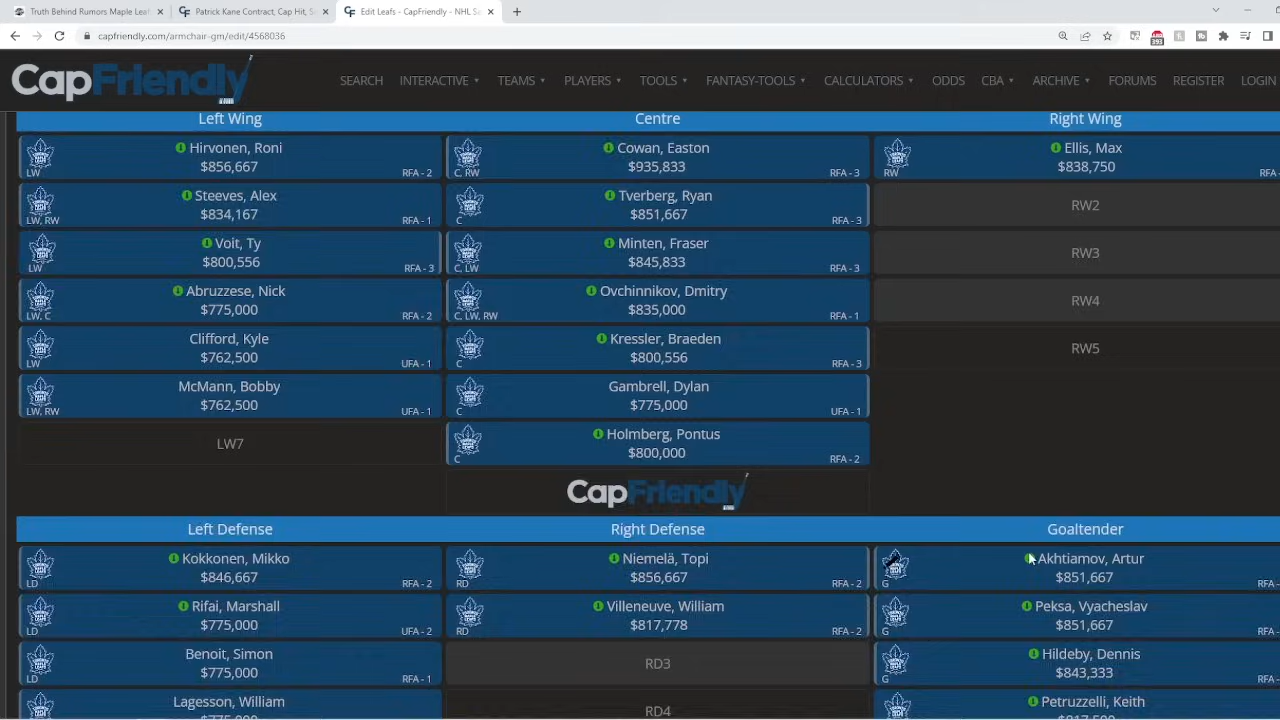 Truth Behind Rumors Maple Leaf
Patrick Kane Contract, Cap Hit, S
Edit Leafs - CapFriendly - NHL Sa
capfriendly.com/armchair-gm/edit/4568036
393
CapFriendly
SEARCH INTERACTIVE TEAMS PLAYERS TOOLS FANTASY-TOOLS CALCULATORS ODDS CBA ARCHIVE FORUMS REGISTER LOGIN
Left Wing Centre Right Wing
Hirvonen, Roni
$856,667
LW RFA - 2
Cowan, Easton
$935,833
C, RW RFA - 3
Ellis, Max
$838,750
RW RFA -
Steeves, Alex
$834,167
LW, RW RFA - 1
Tverberg, Ryan
$851,667
C RFA - 3
RW2
Voit, Ty
$800,556
LW RFA - 3
Minten, Fraser
$845,833
C, LW RFA - 3
RW3
Abruzzese, Nick
$775,000
LW, C RFA - 2
Ovchinnikov, Dmitry
$835,000
C, LW, RW RFA - 1
RW4
Clifford, Kyle
$762,500
LW UFA - 1
Kressler, Braeden
$800,556
C RFA - 3
RW5
McMann, Bobby
$762,500
LW, RW UFA - 1
Gambrell, Dylan
$775,000
C UFA - 1
LW7
Holmberg, Pontus
$800,000
C RFA - 2
CapFriendly
Left Defense Right Defense Goaltender
Kokkonen, Mikko
$846,667
LD RFA - 2
Niemelä, Topi
$856,667
RD RFA - 2
Akhtiamov, Artur
$851,667
G RFA -
Rifai, Marshall
$775,000
LD UFA - 2
Villeneuve, William
$817,778
RD RFA - 2
Peksa, Vyacheslav
$851,667
G RFA -
Benoit, Simon
$775,000
LD RFA - 1
RD3
Hildeby, Dennis
$843,333
G RFA -
Lagesson, William
$775,000
RD4
Petruzzelli, Keith